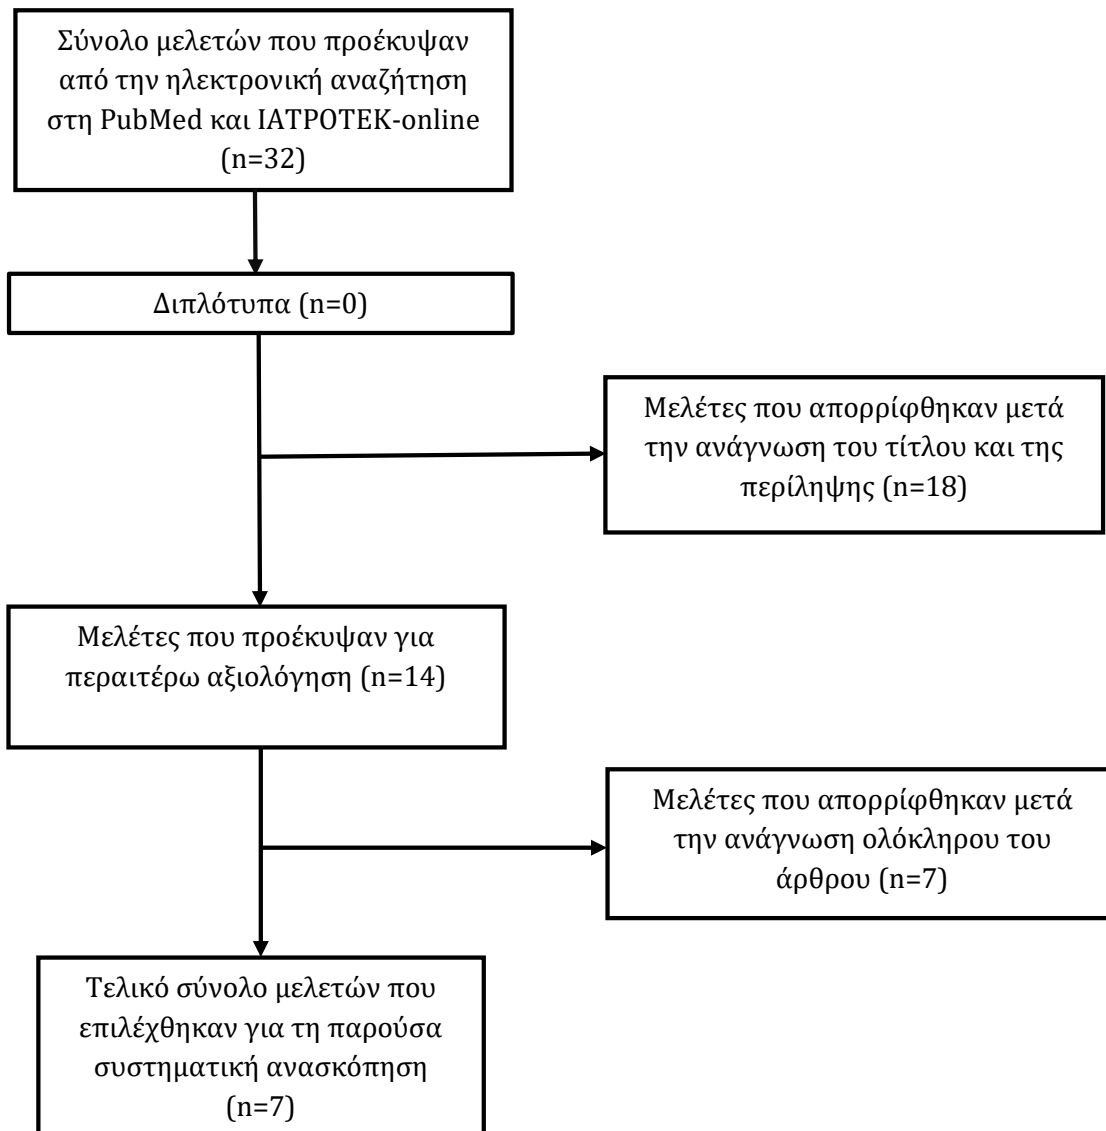 Σύνολο μελετών που προέκυψαν
από την ηλεκτρονική αναζήτηση
στη PubMed και ΙΑΤΡΟΤΕΚ-online
(n=32)
Διπλότυπα (n=0)
Μελέτες που απορρίφθηκαν μετά
την ανάγνωση του τίτλου και της
περίληψης (n=18)
Μελέτες που προέκυψαν για
περαιτέρω αξιολόγηση (n=14)
Μελέτες που απορρίφθηκαν μετά
την ανάγνωση ολόκληρου του
άρθρου (n=7)
Τελικό σύνολο μελετών που
επιλέχθηκαν για τη παρούσα
συστηματική ανασκόπηση
(n=7)